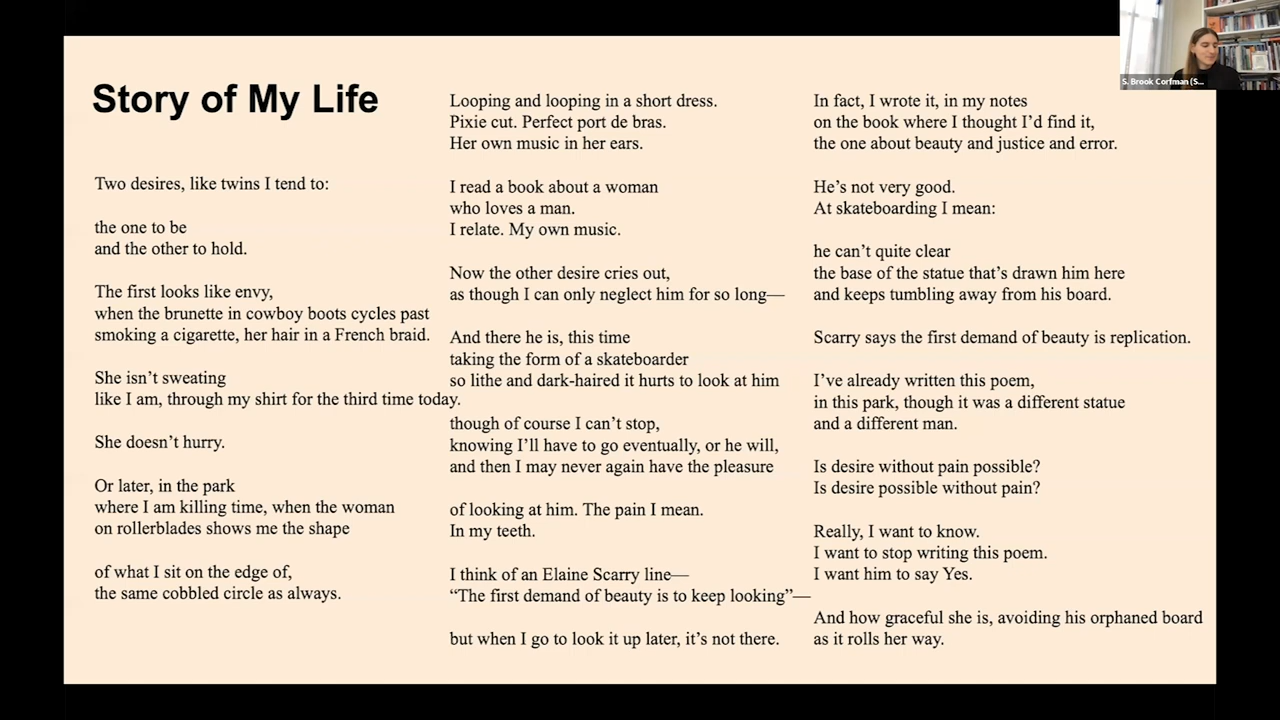 Story of My Life
Two desires, like twins I tend to:
the one to be
and the other to hold.
The first looks like envy,
when the brunette in cowboy boots cycles past
smoking a cigarette, her hair in a French braid.
She isn’t sweating
like I am, through my shirt for the third time today.
She doesn’t hurry.
Or later, in the park
where I am killing time, when the woman
on rollerblades shows me the shape
of what I sit on the edge of,
the same cobbled circle as always.
Looping and looping in a short dress.
Pixie cut. Perfect port de bras.
Her own music in her ears.
I read a book about a woman
who loves a man.
I relate. My own music.
Now the other desire cries out,
as though I can only neglect him for so long—
And there he is, this time
taking the form of a skateboarder
so lithe and dark-haired it hurts to look at him
though of course I can’t stop,
knowing I’ll have to go eventually, or he will,
and then I may never again have the pleasure
of looking at him. The pain I mean.
In my teeth.
I think of an Elaine Scarry line—
“The first demand of beauty is to keep looking”—
but when I go to look it up later, it’s not there.
In fact, I wrote it, in my notes
on the book where I thought I’d find it,
the one about beauty and justice and error.
He’s not very good.
At skateboarding I mean:
he can’t quite clear
the base of the statue that’s drawn him here
and keeps tumbling away from his board.
Scarry says the first demand of beauty is replication.
I’ve already written this poem,
in this park, though it was a different statue
and a different man.
Is desire without pain possible?
Is desire possible without pain?
Really, I want to know.
I want to stop writing this poem.
I want him to say Yes.
And how graceful she is, avoiding his orphaned board
as it rolls her way.
S. Brook Corfman (S...